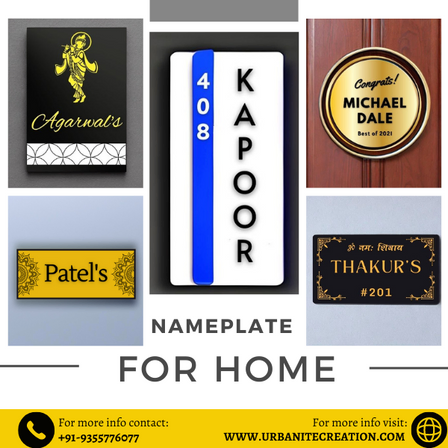 Agarwal's
408
KAPOOR
Congrats!
MICHAEL
DALE
Best of 2021
Patel's
ॐ नमः शिवाय
THAKUR'S
#201
NAMEPLATE
FOR HOME
For more info contact:
+91-9355776077
For more info visit:
WWW.URBANITECREATION.COM